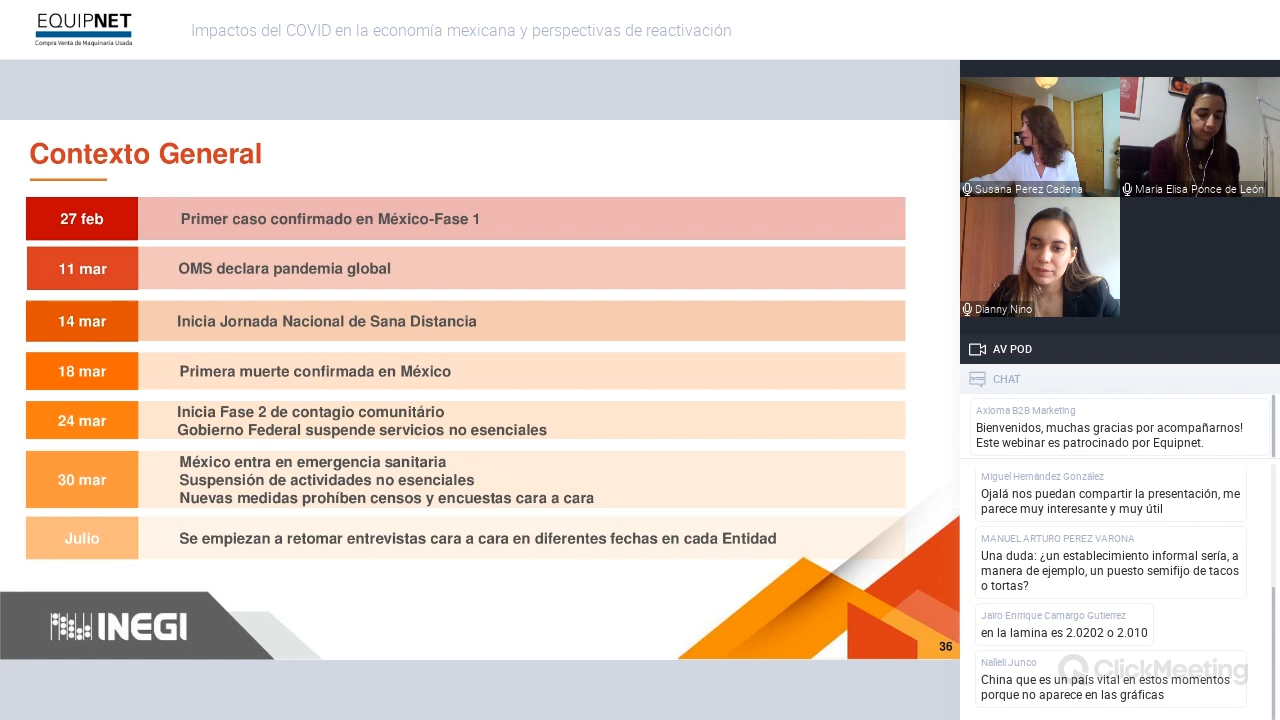 EQUIPNET
Compra Venta de Maquinaria Usada
Impactos del COVID en la economía mexicana y perspectivas de reactivación
Contexto General
27 feb
Primer caso confirmado en México-Fase 1
11 mar
OMS declara pandemia global
14 mar
Inicia Jornada Nacional de Sana Distancia
18 mar
Primera muerte confirmada en México
24 mar
Inicia Fase 2 de contagio comunitário
Gobierno Federal suspende servicios no esenciales
30 mar
México entra en emergencia sanitaria
Suspensión de actividades no esenciales
Nuevas medidas prohíben censos y encuestas cara a cara
Julio
Se empiezan a retomar entrevistas cara a cara en diferentes fechas en cada Entidad
INEGI
36
Susana Perez Cadena
María Elisa Ponce de León
Dianny Nino
AV POD
CHAT
Axioma B2B Marketing
Bienvenidos, muchas gracias por acompañarnos!
Este webinar es patrocinado por Equipnet.
Miguel Hernández González
Ojalá nos puedan compartir la presentación, me
parece muy interesante y muy útil
MANUEL ARTURO PEREZ VARONA
Una duda: ¿un establecimiento informal sería, a
manera de ejemplo, un puesto semifijo de tacos
o tortas?
Jairo Enrrique Camargo Gutierrez
en la lamina es 2.0202 o 2.010
Nallell Junco
China que es un país vital en estos momentos
porque no aparece en las gráficas
ClickMeeting